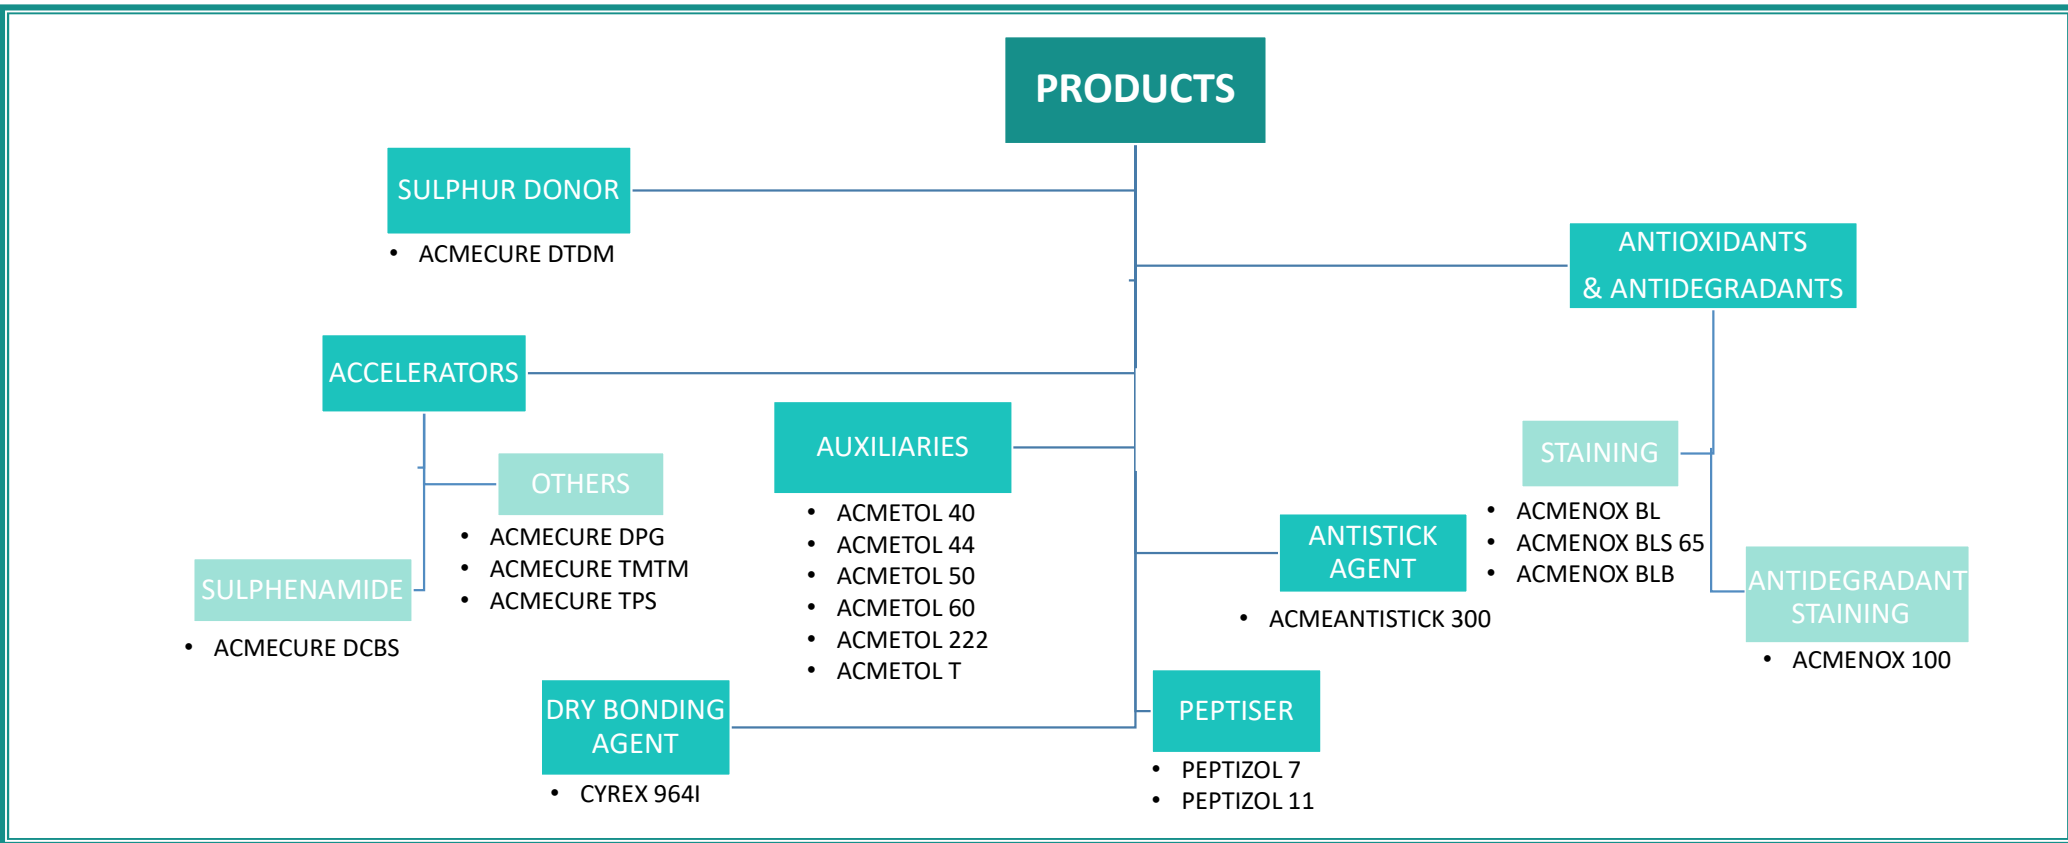 PRODUCTS
SULPHUR DONOR
• ACMECURE DTDM
ANTIOXIDANTS
& ANTIDEGRADANTS
ACCELERATORS
OTHERS
• ACMECURE DPG
• ACMECURE TMTM
• ACMECURE TPS
SULPHENAMIDE
• ACMECURE DCBS
AUXILIARIES
• ACMETOL 40
• ACMETOL 44
• ACMETOL 50
• ACMETOL 60
• ACMETOL 222
• ACMETOL T
STAINING
• ACMENOX BL
• ACMENOX BLS 65
• ACMENOX BLB
ANTISTICK
AGENT
• ACMEANTISTICK 300
ANTIDEGRADANT
STAINING
• ACMENOX 100
DRY BONDING
AGENT
• CYREX 964I
PEPTISER
• PEPTIZOL 7
• PEPTIZOL 11